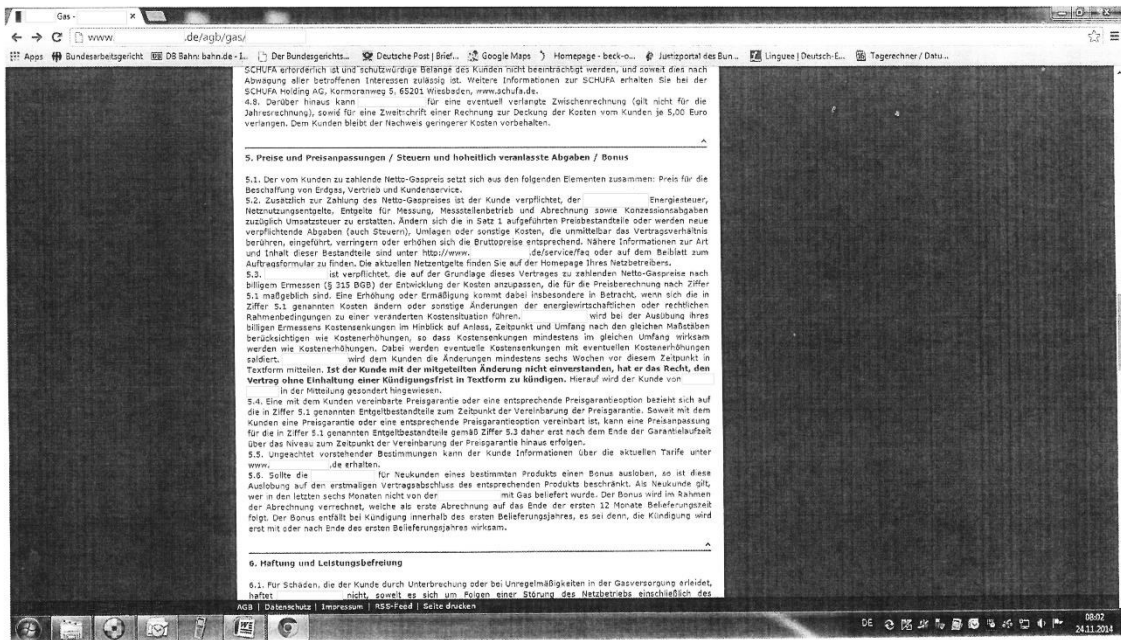 Gas -
www. .de/agb/gas/
Apps Bundesarbeitsgericht DB Bahn: bahn.de - I... Der Bundesgerichts... Deutsche Post | Brief... Google Maps Homepage - beck-o... Justizportal des Bun... Linguee | Deutsch-E... Tagerechner / Datu...
SCHUFA erforderlich ist und schutzwürdige Belange des Kunden nicht beeinträchtigt werden, und soweit dies nach
Abwägung aller betroffenen Interessen zulässig ist. Weitere Informationen zur SCHUFA erhalten Sie bei der
SCHUFA Holding AG, Kormoranweg 5, 65201 Wiesbaden, www.schufa.de.
4.8. Darüber hinaus kann für eine eventuell verlangte Zwischenrechnung (gilt nicht für die
Jahresrechnung), sowie für eine Zweitschrift einer Rechnung zur Deckung der Kosten vom Kunden je 5,00 Euro
verlangen. Dem Kunden bleibt der Nachweis geringerer Kosten vorbehalten.
5. Preise und Preisanpassungen / Steuern und hoheitlich veranlasste Abgaben / Bonus
5.1. Der vom Kunden zu zahlende Netto-Gaspreis setzt sich aus den folgenden Elementen zusammen: Preis für die
Beschaffung von Erdgas, Vertrieb und Kundenservice.
5.2. Zusätzlich zur Zahlung des Netto-Gaspreises ist der Kunde verpflichtet, der Energiesteuer,
Netznutzungsentgelte, Entgelte für Messung, Messstellenbetrieb und Abrechnung sowie Konzessionsabgaben
zuzüglich Umsatzsteuer zu erstatten. Ändern sich die in Satz 1 aufgeführten Preisbestandteile oder werden neue
verpflichtende Abgaben (auch Steuern), Umlagen oder sonstige Kosten, die unmittelbar das Vertragsverhältnis
berühren, eingeführt, verringern oder erhöhen sich die Bruttopreise entsprechend. Nähere Informationen zur Art
und Inhalt dieser Bestandteile sind unter http://www. .de/service/faq oder auf dem Beiblatt zum
Auftragsformular zu finden. Die aktuellen Netzentgelte finden Sie auf der Homepage Ihres Netzbetreibers.
5.3. ist verpflichtet, die auf der Grundlage dieses Vertrages zu zahlenden Netto-Gaspreise nach
billigem Ermessen (§ 315 BGB) der Entwicklung der Kosten anzupassen, die für die Preisberechnung nach Ziffer
5.1 maßgeblich sind. Eine Erhöhung oder Ermäßigung kommt dabei insbesondere in Betracht, wenn sich die in
Ziffer 5.1 genannten Kosten ändern oder sonstige Änderungen der energiewirtschaftlichen oder rechtlichen
Rahmenbedingungen zu einer veränderten Kostensituation führen. wird bei der Ausübung ihres
billigen Ermessens Kostensenkungen im Hinblick auf Anlass, Zeitpunkt und Umfang nach den gleichen Maßstäben
berücksichtigen wie Kostenerhöhungen, so dass Kostensenkungen mindestens im gleichen Umfang wirksam
werden wie Kostenerhöhungen. Dabei werden eventuelle Kostensenkungen mit eventuellen Kostenerhöhungen
saldiert. wird dem Kunden die Änderungen mindestens sechs Wochen vor diesem Zeitpunkt in
Textform mitteilen. Ist der Kunde mit der mitgeteilten Änderung nicht einverstanden, hat er das Recht, den
Vertrag ohne Einhaltung einer Kündigungsfrist in Textform zu kündigen. Hierauf wird der Kunde von
in der Mitteilung gesondert hingewiesen.
5.4. Eine mit dem Kunden vereinbarte Preisgarantie oder eine entsprechende Preisgarantieoption bezieht sich auf
die in Ziffer 5.1 genannten Entgeltbestandteile zum Zeitpunkt der Vereinbarung der Preisgarantie. Soweit mit dem
Kunden eine Preisgarantie oder eine entsprechende Preisgarantieoption vereinbart ist, kann eine Preisanpassung
für die in Ziffer 5.1 genannten Entgeltbestandteile gemäß Ziffer 5.3 daher erst nach dem Ende der Garantielaufzeit
über das Niveau zum Zeitpunkt der Vereinbarung der Preisgarantie hinaus erfolgen.
5.5. Ungeachtet vorstehender Bestimmungen kann der Kunde Informationen über die aktuellen Tarife unter
www. .de erhalten.
5.6. Sollte die für Neukunden eines bestimmten Produkts einen Bonus ausloben, so ist diese
Auslobung auf den erstmaligen Vertragsabschluss des entsprechenden Produkts beschränkt. Als Neukunde gilt,
wer in den letzten sechs Monaten nicht von der mit Gas beliefert wurde. Der Bonus wird im Rahmen
der Abrechnung verrechnet, welche als erste Abrechnung auf das Ende der ersten 12 Monate Belieferungszeit
folgt. Der Bonus entfällt bei Kündigung innerhalb des ersten Belieferungsjahres, es sei denn, die Kündigung wird
erst mit oder nach Ende des ersten Belieferungsjahres wirksam.
6. Haftung und Leistungsbefreiung
6.1. Für Schäden, die der Kunde durch Unterbrechung oder bei Unregelmäßigkeiten in der Gasversorgung erleidet,
haftet nicht, soweit es sich um Folgen einer Störung des Netzbetriebs einschließlich des
AGB | Datenschutz | Impressum | RSS-Feed | Seite drucken
DE
08:02
24.11.2014